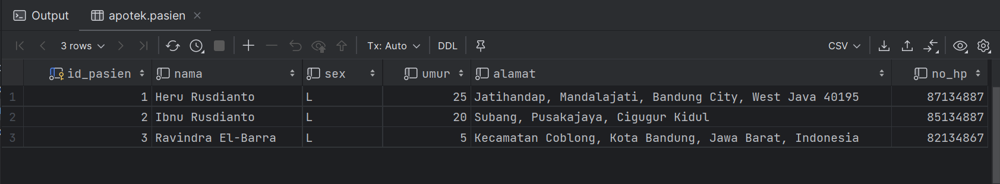 Output apotek.pasien
3 rows Tx: Auto DDL CSV
id_pasien nama sex umur alamat no_hp
1 1 Heru Rusdianto L 25 Jatihandap, Mandalajati, Bandung City, West Java 40195 87134887
2 2 Ibnu Rusdianto L 20 Subang, Pusakajaya, Cigugur Kidul 85134887
3 3 Ravindra El-Barra L 5 Kecamatan Coblong, Kota Bandung, Jawa Barat, Indonesia 82134867